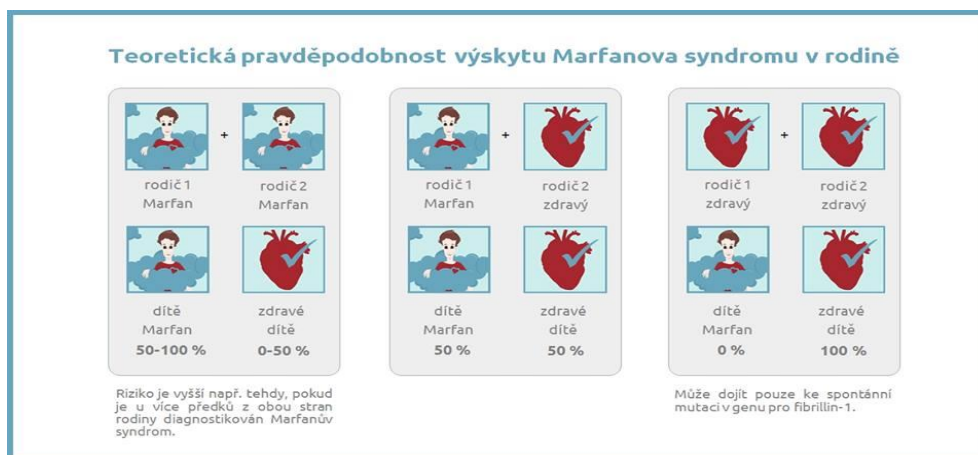 Teoretická pravděpodobnost výskytu Marfanova syndromu v rodině
+
rodič 1
Marfan
rodič 2
Marfan
dítě
Marfan
50-100 %
zdravé
dítě
0-50 %
Riziko je vyšší např. tehdy, pokud
je u více předků z obou stran
rodiny diagnostikován Marfanův
syndrom.
+
rodič 1
Marfan
rodič 2
zdravý
dítě
Marfan
50 %
zdravé
dítě
50 %
+
rodič 1
zdravý
rodič 2
zdravý
dítě
Marfan
0 %
zdravé
dítě
100 %
Může dojít pouze ke spontánní
mutaci v genu pro fibrillin-1.